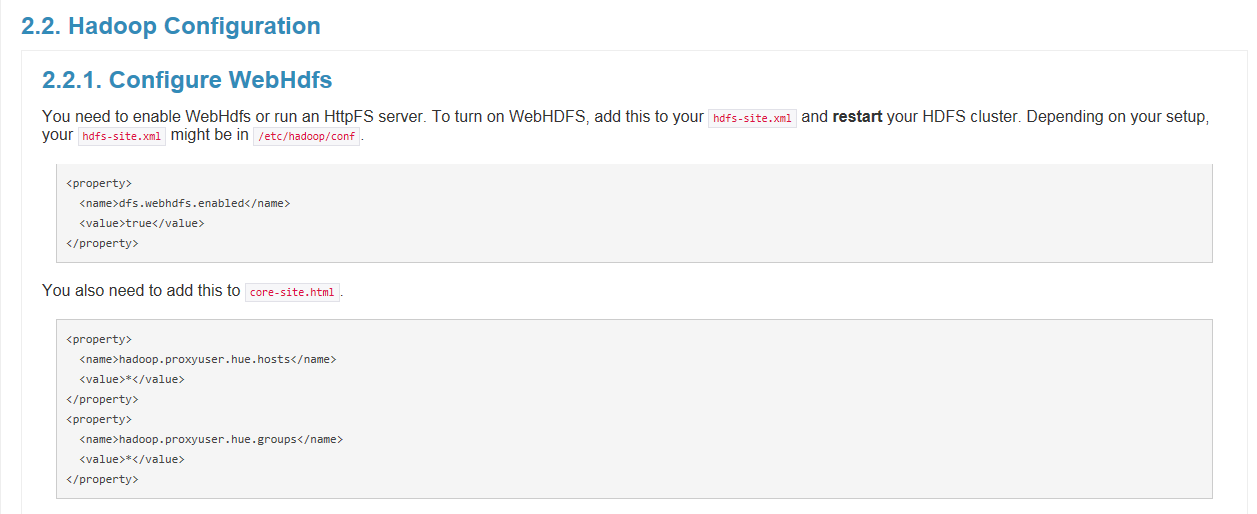 2.2. Hadoop Configuration
2.2.1. Configure WebHdfs
You need to enable WebHdfs or run an HttpFS server. To turn on WebHDFS, add this to your hdfs-site.xml and restart your HDFS cluster. Depending on your setup,
your hdfs-site.xml might be in /etc/hadoop/conf.
<property>
  <name>dfs.webhdfs.enabled</name>
  <value>true</value>
</property>
You also need to add this to core-site.html.
<property>
  <name>hadoop.proxyuser.hue.hosts</name>
  <value>*</value>
</property>
<property>
  <name>hadoop.proxyuser.hue.groups</name>
  <value>*</value>
</property>